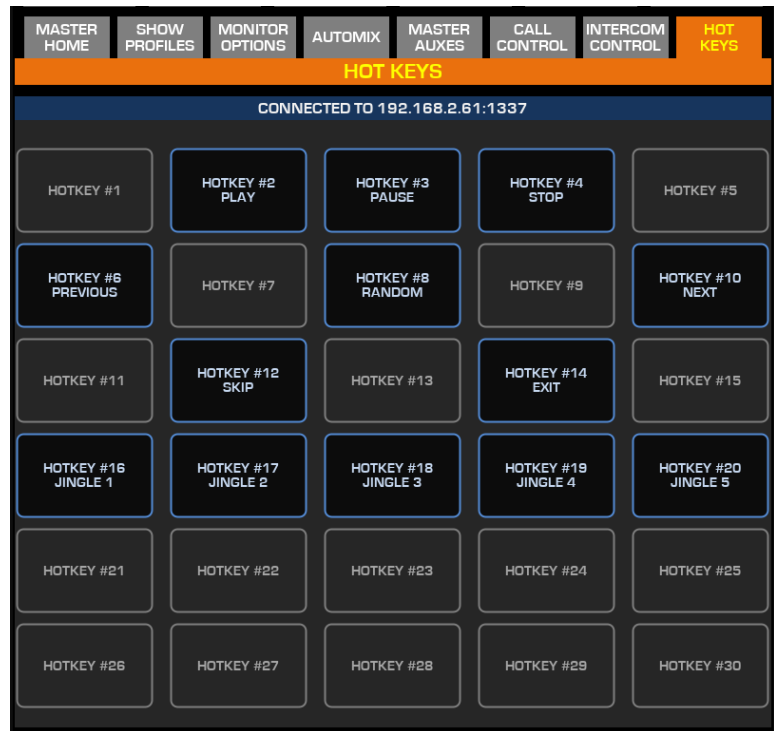 MASTER HOME
SHOW PROFILES
MONITOR OPTIONS
AUTOMIX
MASTER AUXES
CALL CONTROL
INTERCOM CONTROL
HOT KEYS
HOT KEYS
CONNECTED TO 192.168.2.61:1337
HOTKEY #1
HOTKEY #2
PLAY
HOTKEY #3
PAUSE
HOTKEY #4
STOP
HOTKEY #5
HOTKEY #6
PREVIOUS
HOTKEY #7
HOTKEY #8
RANDOM
HOTKEY #9
HOTKEY #10
NEXT
HOTKEY #11
HOTKEY #12
SKIP
HOTKEY #13
HOTKEY #14
EXIT
HOTKEY #15
HOTKEY #16
JINGLE 1
HOTKEY #17
JINGLE 2
HOTKEY #18
JINGLE 3
HOTKEY #19
JINGLE 4
HOTKEY #20
JINGLE 5
HOTKEY #21
HOTKEY #22
HOTKEY #23
HOTKEY #24
HOTKEY #25
HOTKEY #26
HOTKEY #27
HOTKEY #28
HOTKEY #29
HOTKEY #30